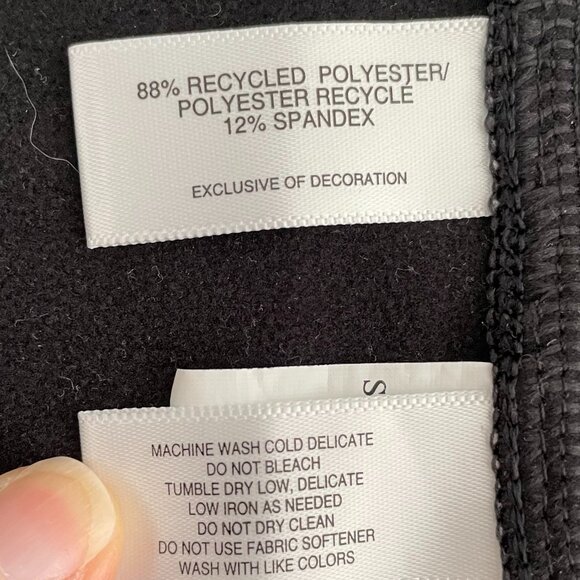 88% RECYCLED POLYESTER/
POLYESTER RECYCLÉ
12% SPANDEX
EXCLUSIVE OF DECORATION
S
MACHINE WASH COLD DELICATE
DO NOT BLEACH
TUMBLE DRY LOW, DELICATE
LOW IRON AS NEEDED
DO NOT DRY CLEAN
DO NOT USE FABRIC SOFTENER
WASH WITH LIKE COLORS